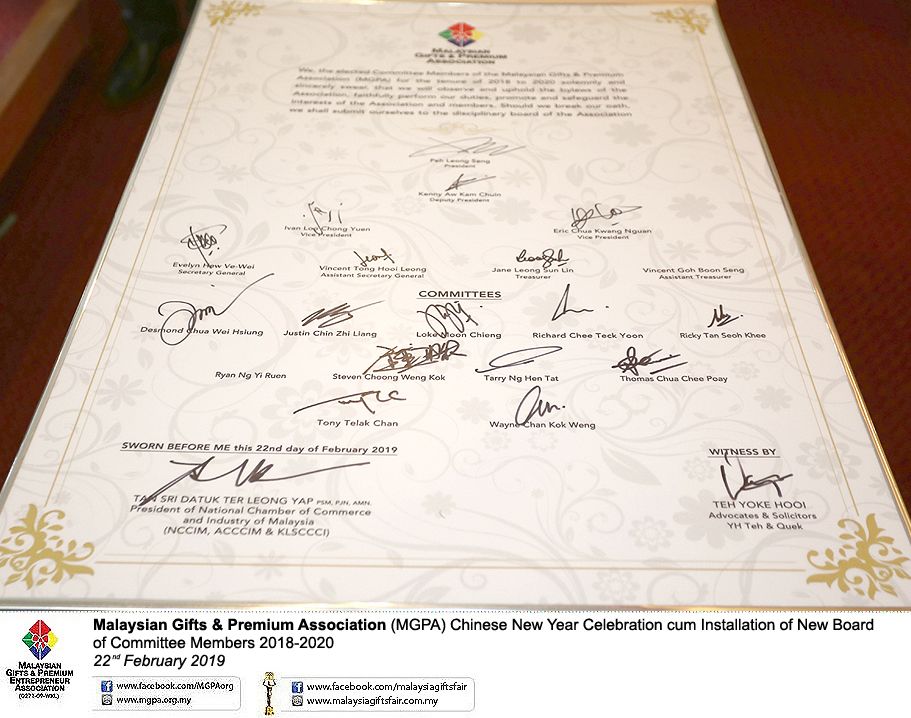 MALAYSIAN
GIFTS & PREMIUM
ASSOCIATION
We, the elected Committee Members of the Malaysian Gifts & Premium
Association (MGPA) for the tenure of 2018 to 2020 solemnly and
sincerely swear, that we will observe and uphold the bylaws of the
Association, faithfully perform our duties, promote and safeguard the
interests of the Association and members. Should we break our oath,
we shall submit ourselves to the disciplinary board of the Association
Peh Leong Seng
President
Kenny Aw Kam Chuin
Deputy President
Ivan Loo Chong Yuen
Vice President
Eric Chua Kwang Nguan
Vice President
Evelyn How Ve-Wei
Secretary General
Vincent Tong Hooi Leong
Assistant Secretary General
Jane Leong Sun Lin
Treasurer
Vincent Goh Boon Seng
Assistant Treasurer
COMMITTEES
Desmond Chua Wei Hsiung
Justin Chin Zhi Liang
Loke Moon Chieng
Richard Chee Teck Yoon
Ricky Tan Seoh Khee
Ryan Ng Yi Ruen
Steven Choong Weng Kok
Tarry Ng Hen Tat
Thomas Chua Chee Poay
Tony Telak Chan
Wayne Chan Kok Weng
SWORN BEFORE ME this 22nd day of February 2019
TAN SRI DATUK TER LEONG YAP PSM, PJN, AMN.
President of National Chamber of Commerce
and Industry of Malaysia
(NCCIM, ACCCIM & KLSCCCI)
WITNESS BY
TEH YOKE HOOI
Advocates & Solicitors
YH Teh & Quek
MALAYSIAN
GIFTS & PREMIUM
ENTREPRENEUR
ASSOCIATION
Malaysian Gifts & Premium Association (MGPA) Chinese New Year Celebration cum Installation of New Board
of Committee Members 2018-2020
22nd February 2019
www.facebook.com/MGPAorg
www.mgpa.org.my
www.facebook.com/malaysiagiftsfair
www.malaysiagiftsfair.com.my